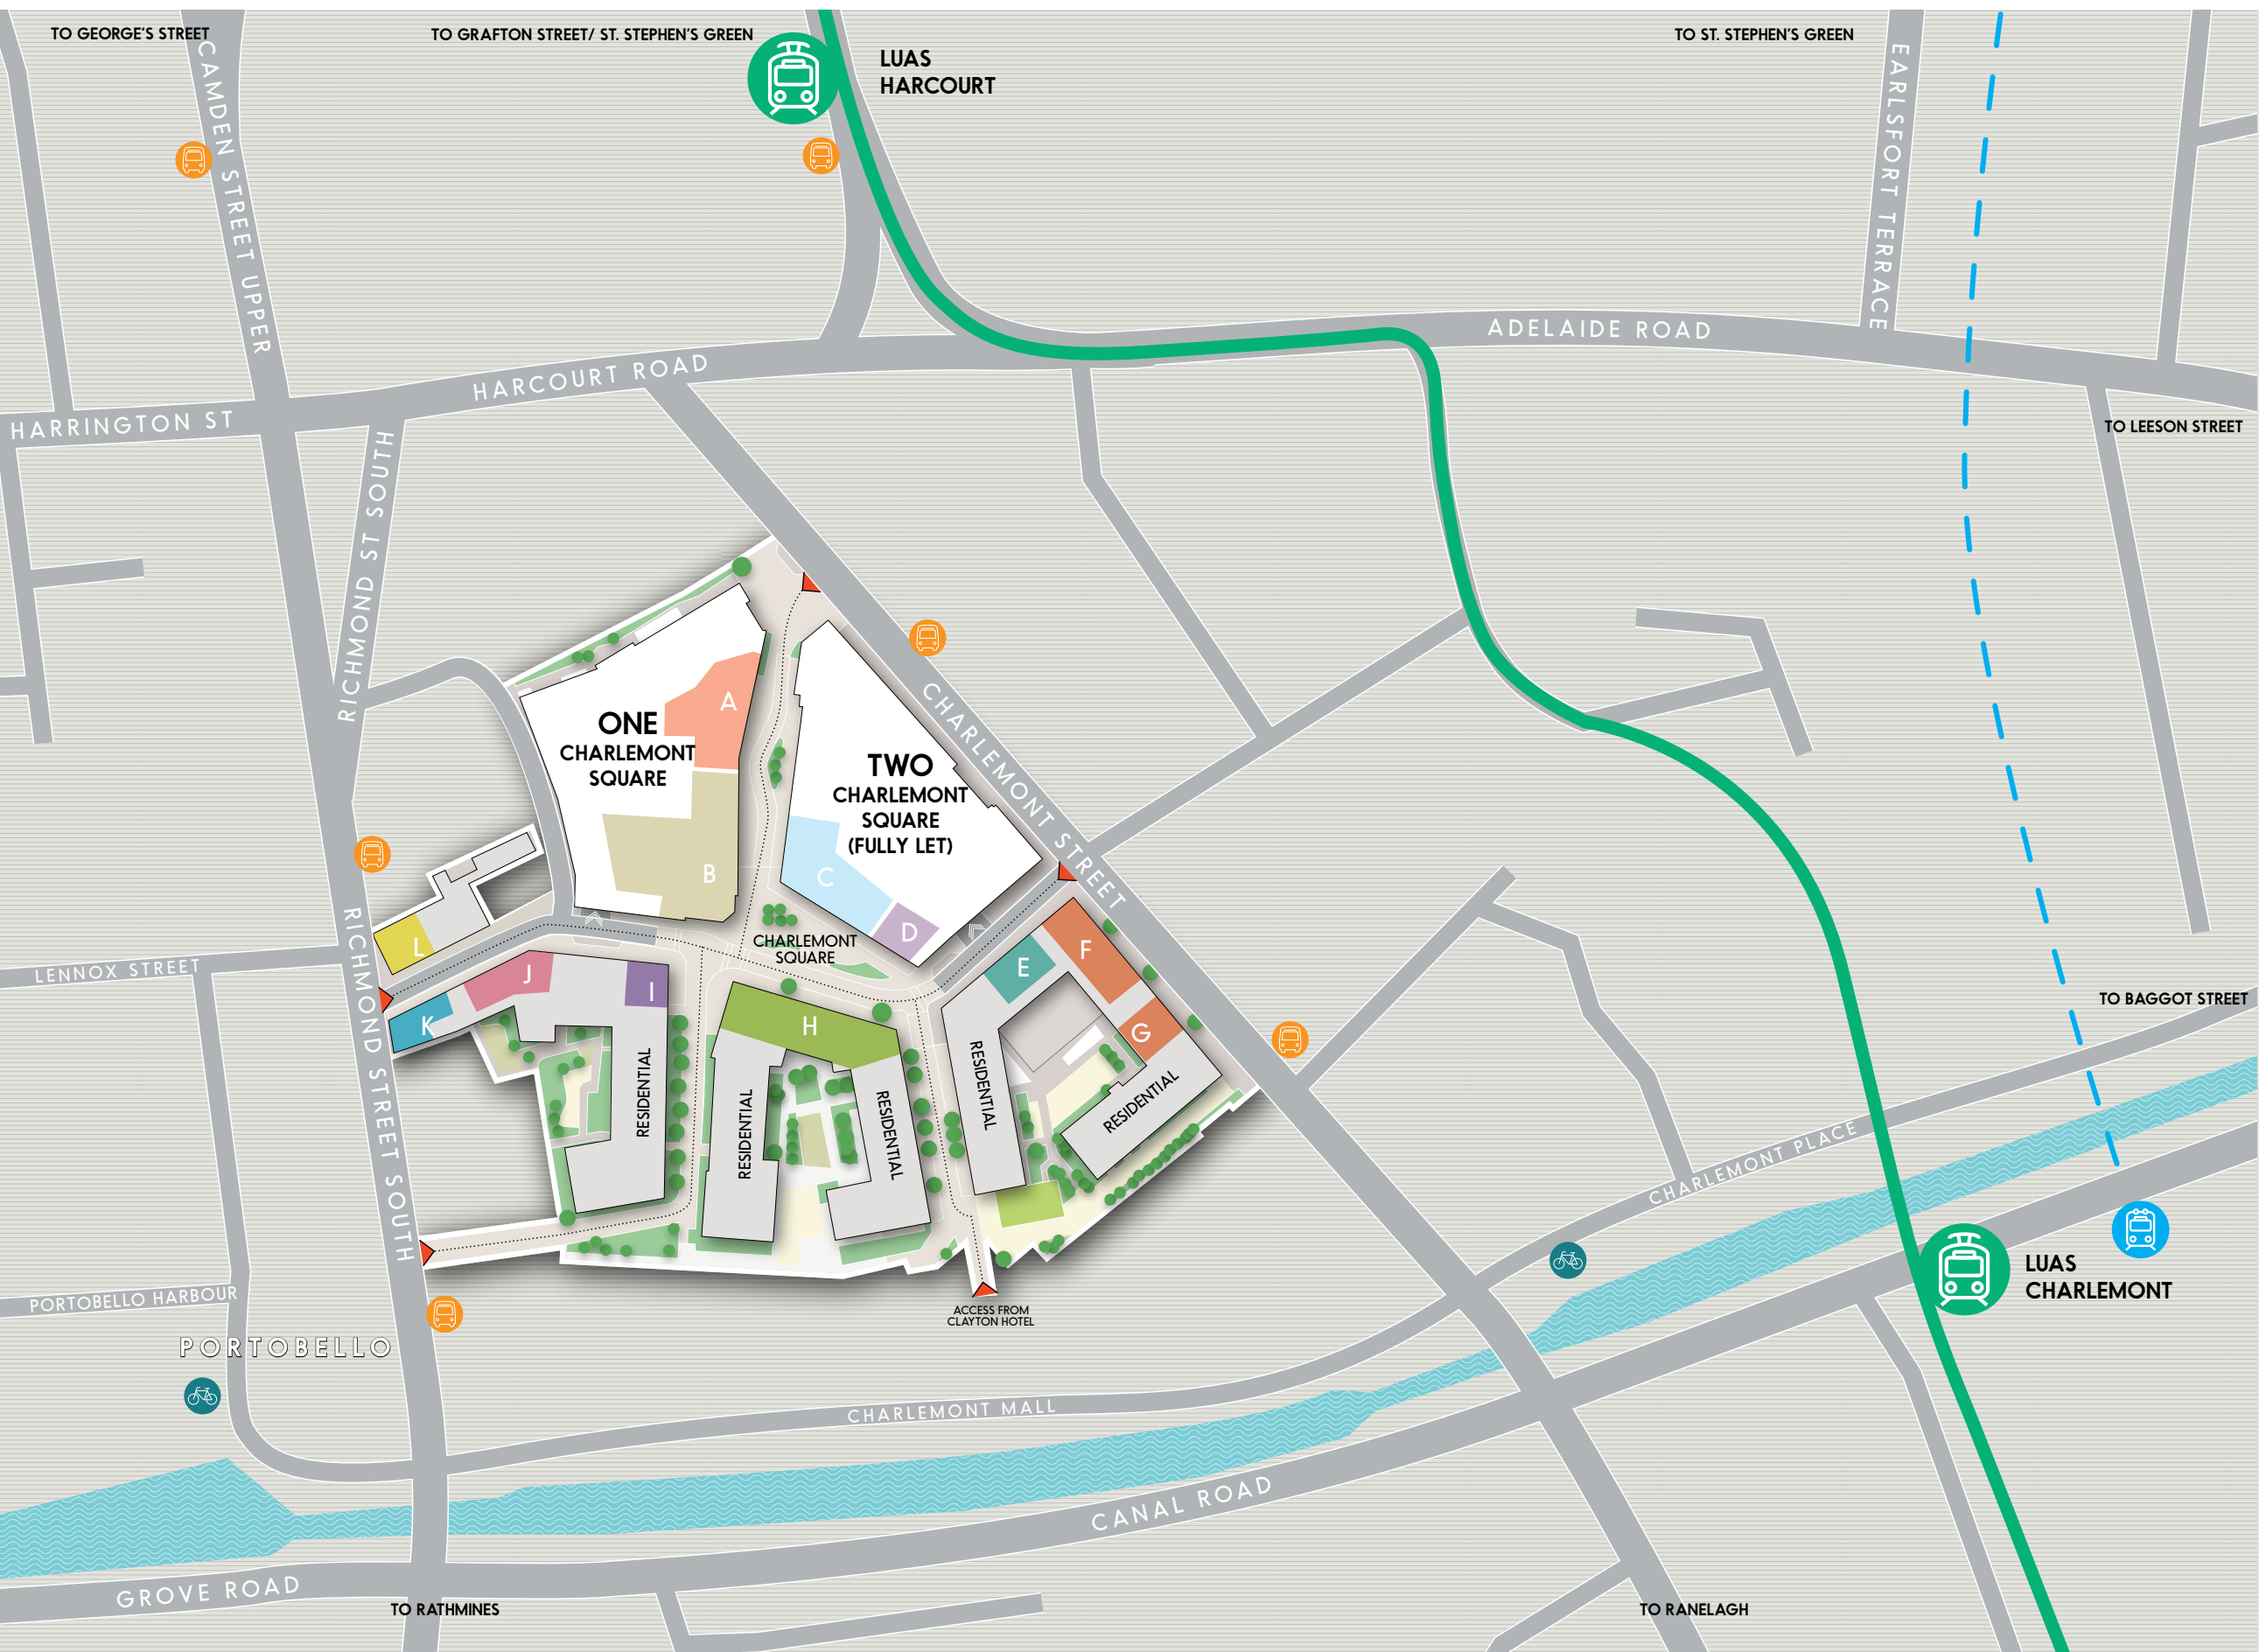 TO GEORGE'S STREET
TO GRAFTON STREET/ ST. STEPHEN'S GREEN
TO ST. STEPHEN'S GREEN
LUAS
HARCOURT
CAMDEN STREET UPPER
EARLSFORT TERRACE
ADELAIDE ROAD
HARCOURT ROAD
HARRINGTON ST
TO LEESON STREET
RICHMOND ST SOUTH
CHARLEMONT STREET
A
ONE
CHARLEMONT
SQUARE
TWO
CHARLEMONT
SQUARE
(FULLY LET)
B
C
D
L
CHARLEMONT
SQUARE
F
E
LENNOX STREET
J
I
K
H
G
TO BAGGOT STREET
RICHMOND STREET SOUTH
RESIDENTIAL
RESIDENTIAL
RESIDENTIAL
RESIDENTIAL
RESIDENTIAL
CHARLEMONT PLACE
LUAS
CHARLEMONT
PORTOBELLO HARBOUR
ACCESS FROM
CLAYTON HOTEL
PORTOBELLO
CHARLEMONT MALL
CANAL ROAD
GROVE ROAD
TO RATHMINES
TO RANELAGH